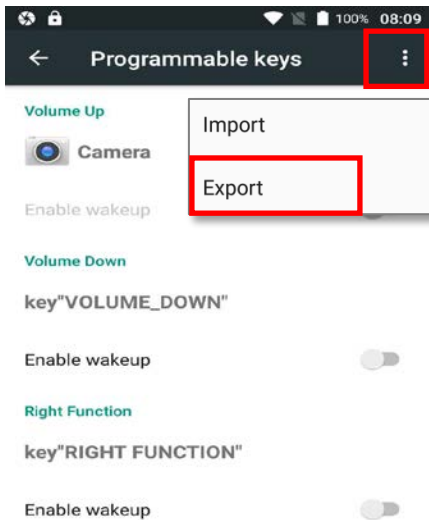 100% 08:09
Programmable keys
Volume Up
Import
Camera
Export
Enable wakeup
Volume Down
key"VOLUME_DOWN"
Enable wakeup
Right Function
key"RIGHT FUNCTION"
Enable wakeup